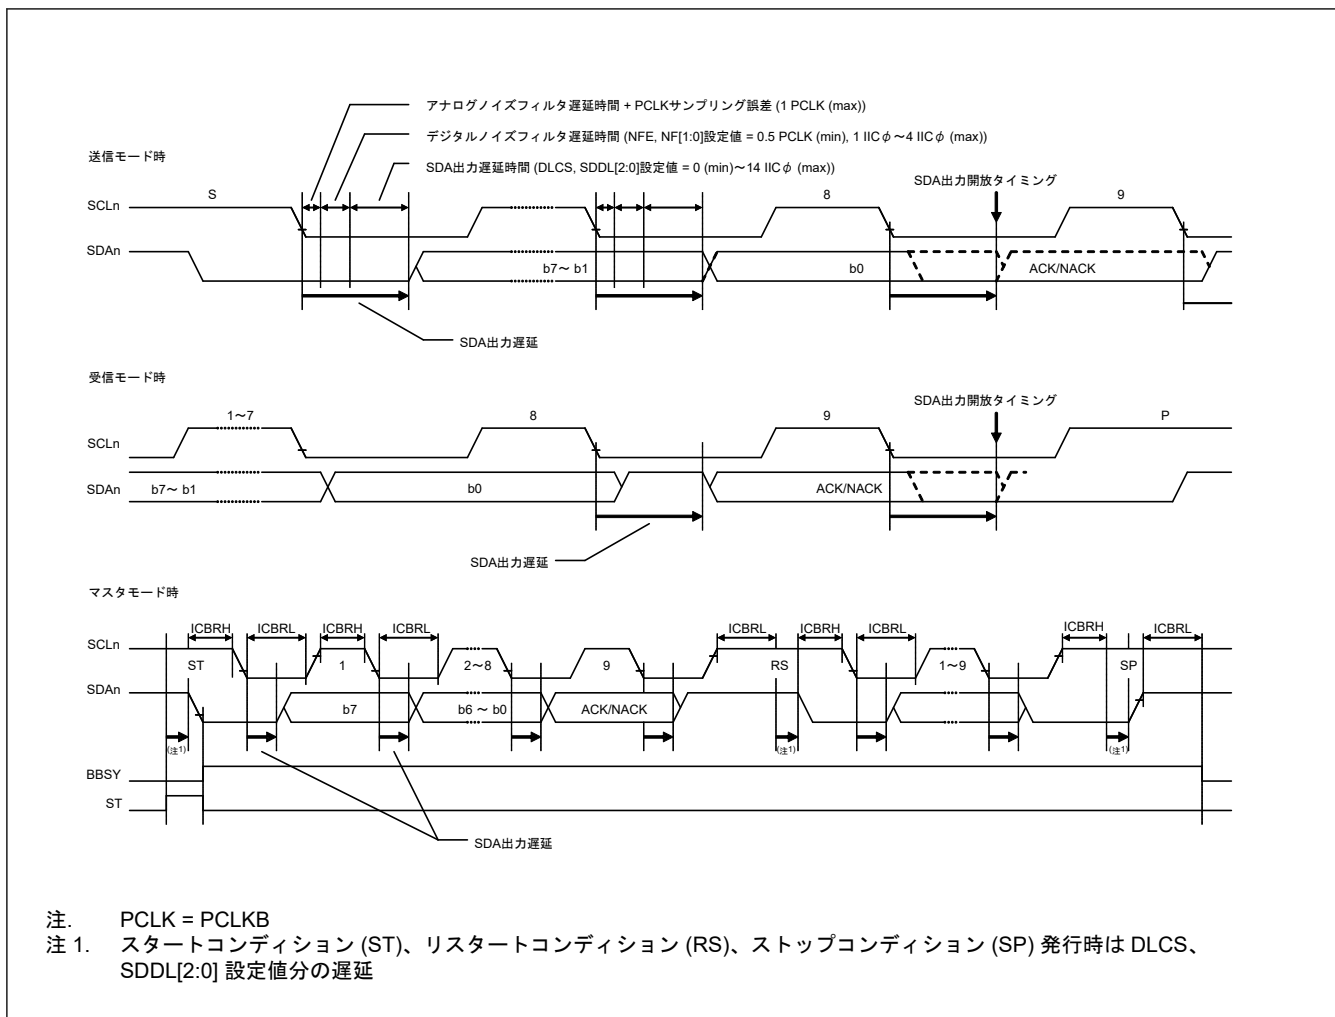 アナログノイズフィルタ遅延時間 + PCLKサンプリング誤差 (1 PCLK (max))
デジタルノイズフィルタ遅延時間 (NFE, NF[1:0]設定値 = 0.5 PCLK (min), 1 IICφ～4 IICφ (max))
送信モード時
SDA出力遅延時間 (DLCS, SDDL[2:0]設定値 = 0 (min)～14 IICφ (max))
SDA出力開放タイミング
S 8 9
SCLn
SDAn
b7～ b1 b0 ACK/NACK
SDA出力遅延
受信モード時
SDA出力開放タイミング
1～7 8 9 P
SCLn
SDAn b7～ b1 b0 ACK/NACK
SDA出力遅延
マスタモード時
ICBRH ICBRL ICBRH ICBRL ICBRL ICBRH ICBRL ICBRH ICBRL
SCLn
ST 1 2～8 9 RS 1～9 SP
SDAn
b7 b6 ～ b0 ACK/NACK
(注1) (注1) (注1)
BBSY
ST
SDA出力遅延
注. PCLK = PCLKB
注 1. スタートコンディション (ST)、リスタートコンディション (RS)、ストップコンディション (SP) 発行時は DLCS、
SDDL[2:0] 設定値分の遅延